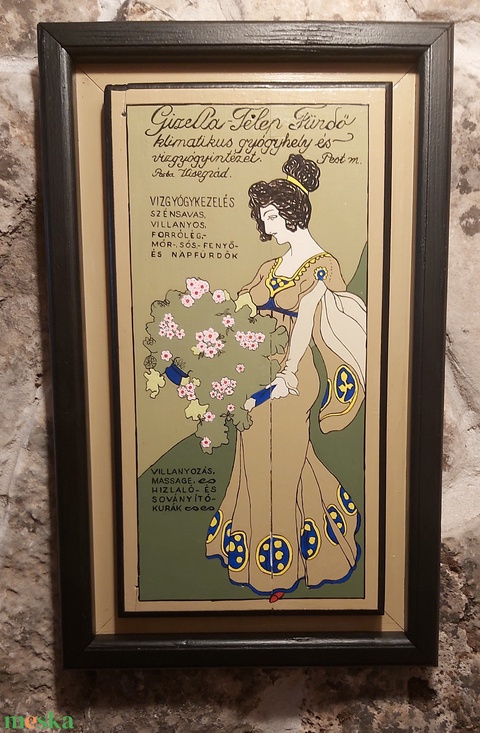 Gizella-Telep Fürdő
klimatikus gyógyhely és
vizgyógyintézet. Pest m.
Posta Visegrád.
VIZGYÓGYKEZELÉS
SZÉNSAVAS,
VILLANYOS,
FORRÓLÉG,-
MÓR-, SÓS,-FENYŐ-
ÉS NAPFÜRDŐK
VILLANYOZÁS,
MASSAGE,
HIZLALÓ- ÉS
SOVÁNYÍTÓ-
KURÁK
meska